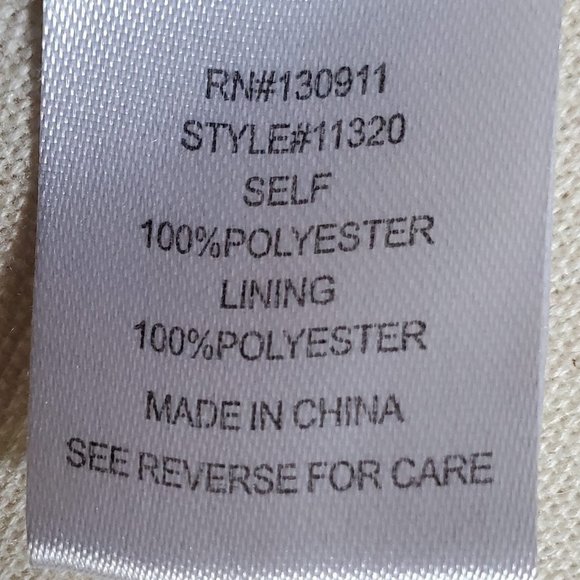 RN#130911
STYLE#11320
SELF
100%POLYESTER
LINING
100%POLYESTER
MADE IN CHINA
SEE REVERSE FOR CARE